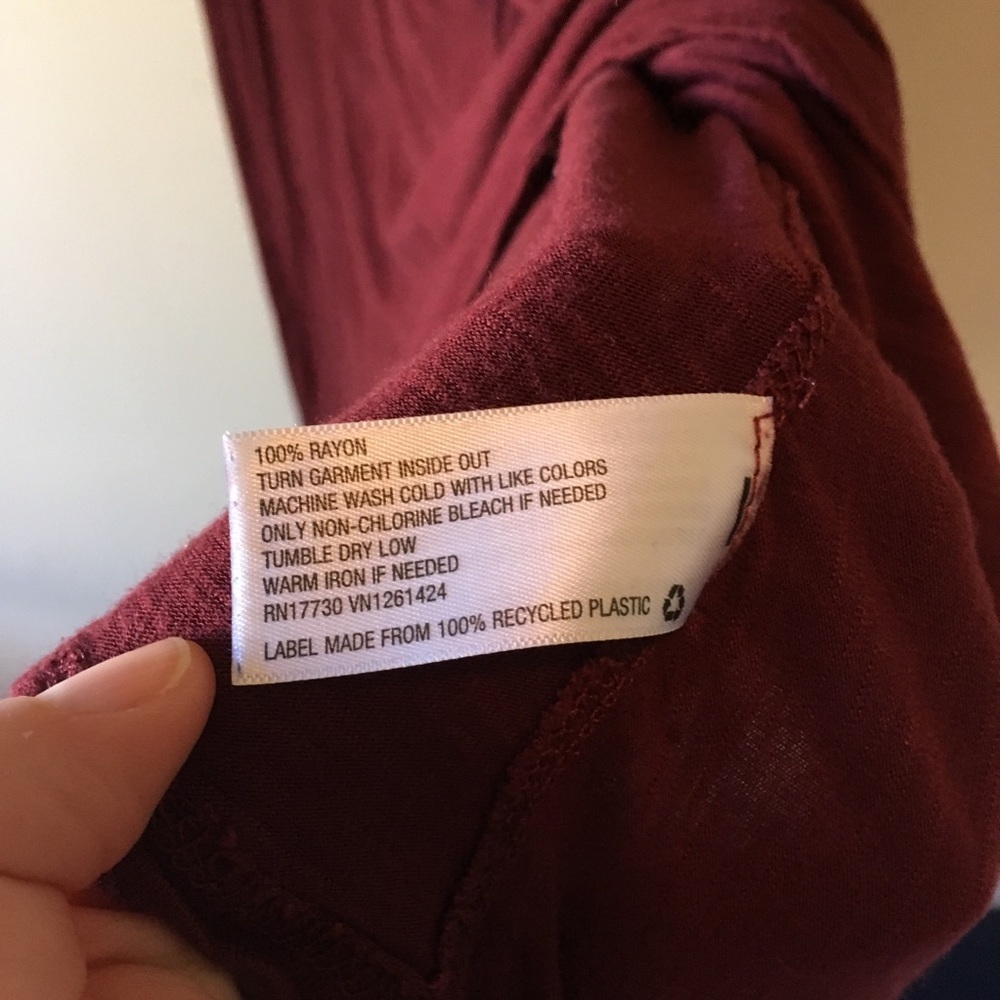 100% RAYON
TURN GARMENT INSIDE OUT
MACHINE WASH COLD WITH LIKE COLORS
ONLY NON-CHLORINE BLEACH IF NEEDED
TUMBLE DRY LOW
WARM IRON IF NEEDED
RN17730 VN1261424
LABEL MADE FROM 100% RECYCLED PLASTIC